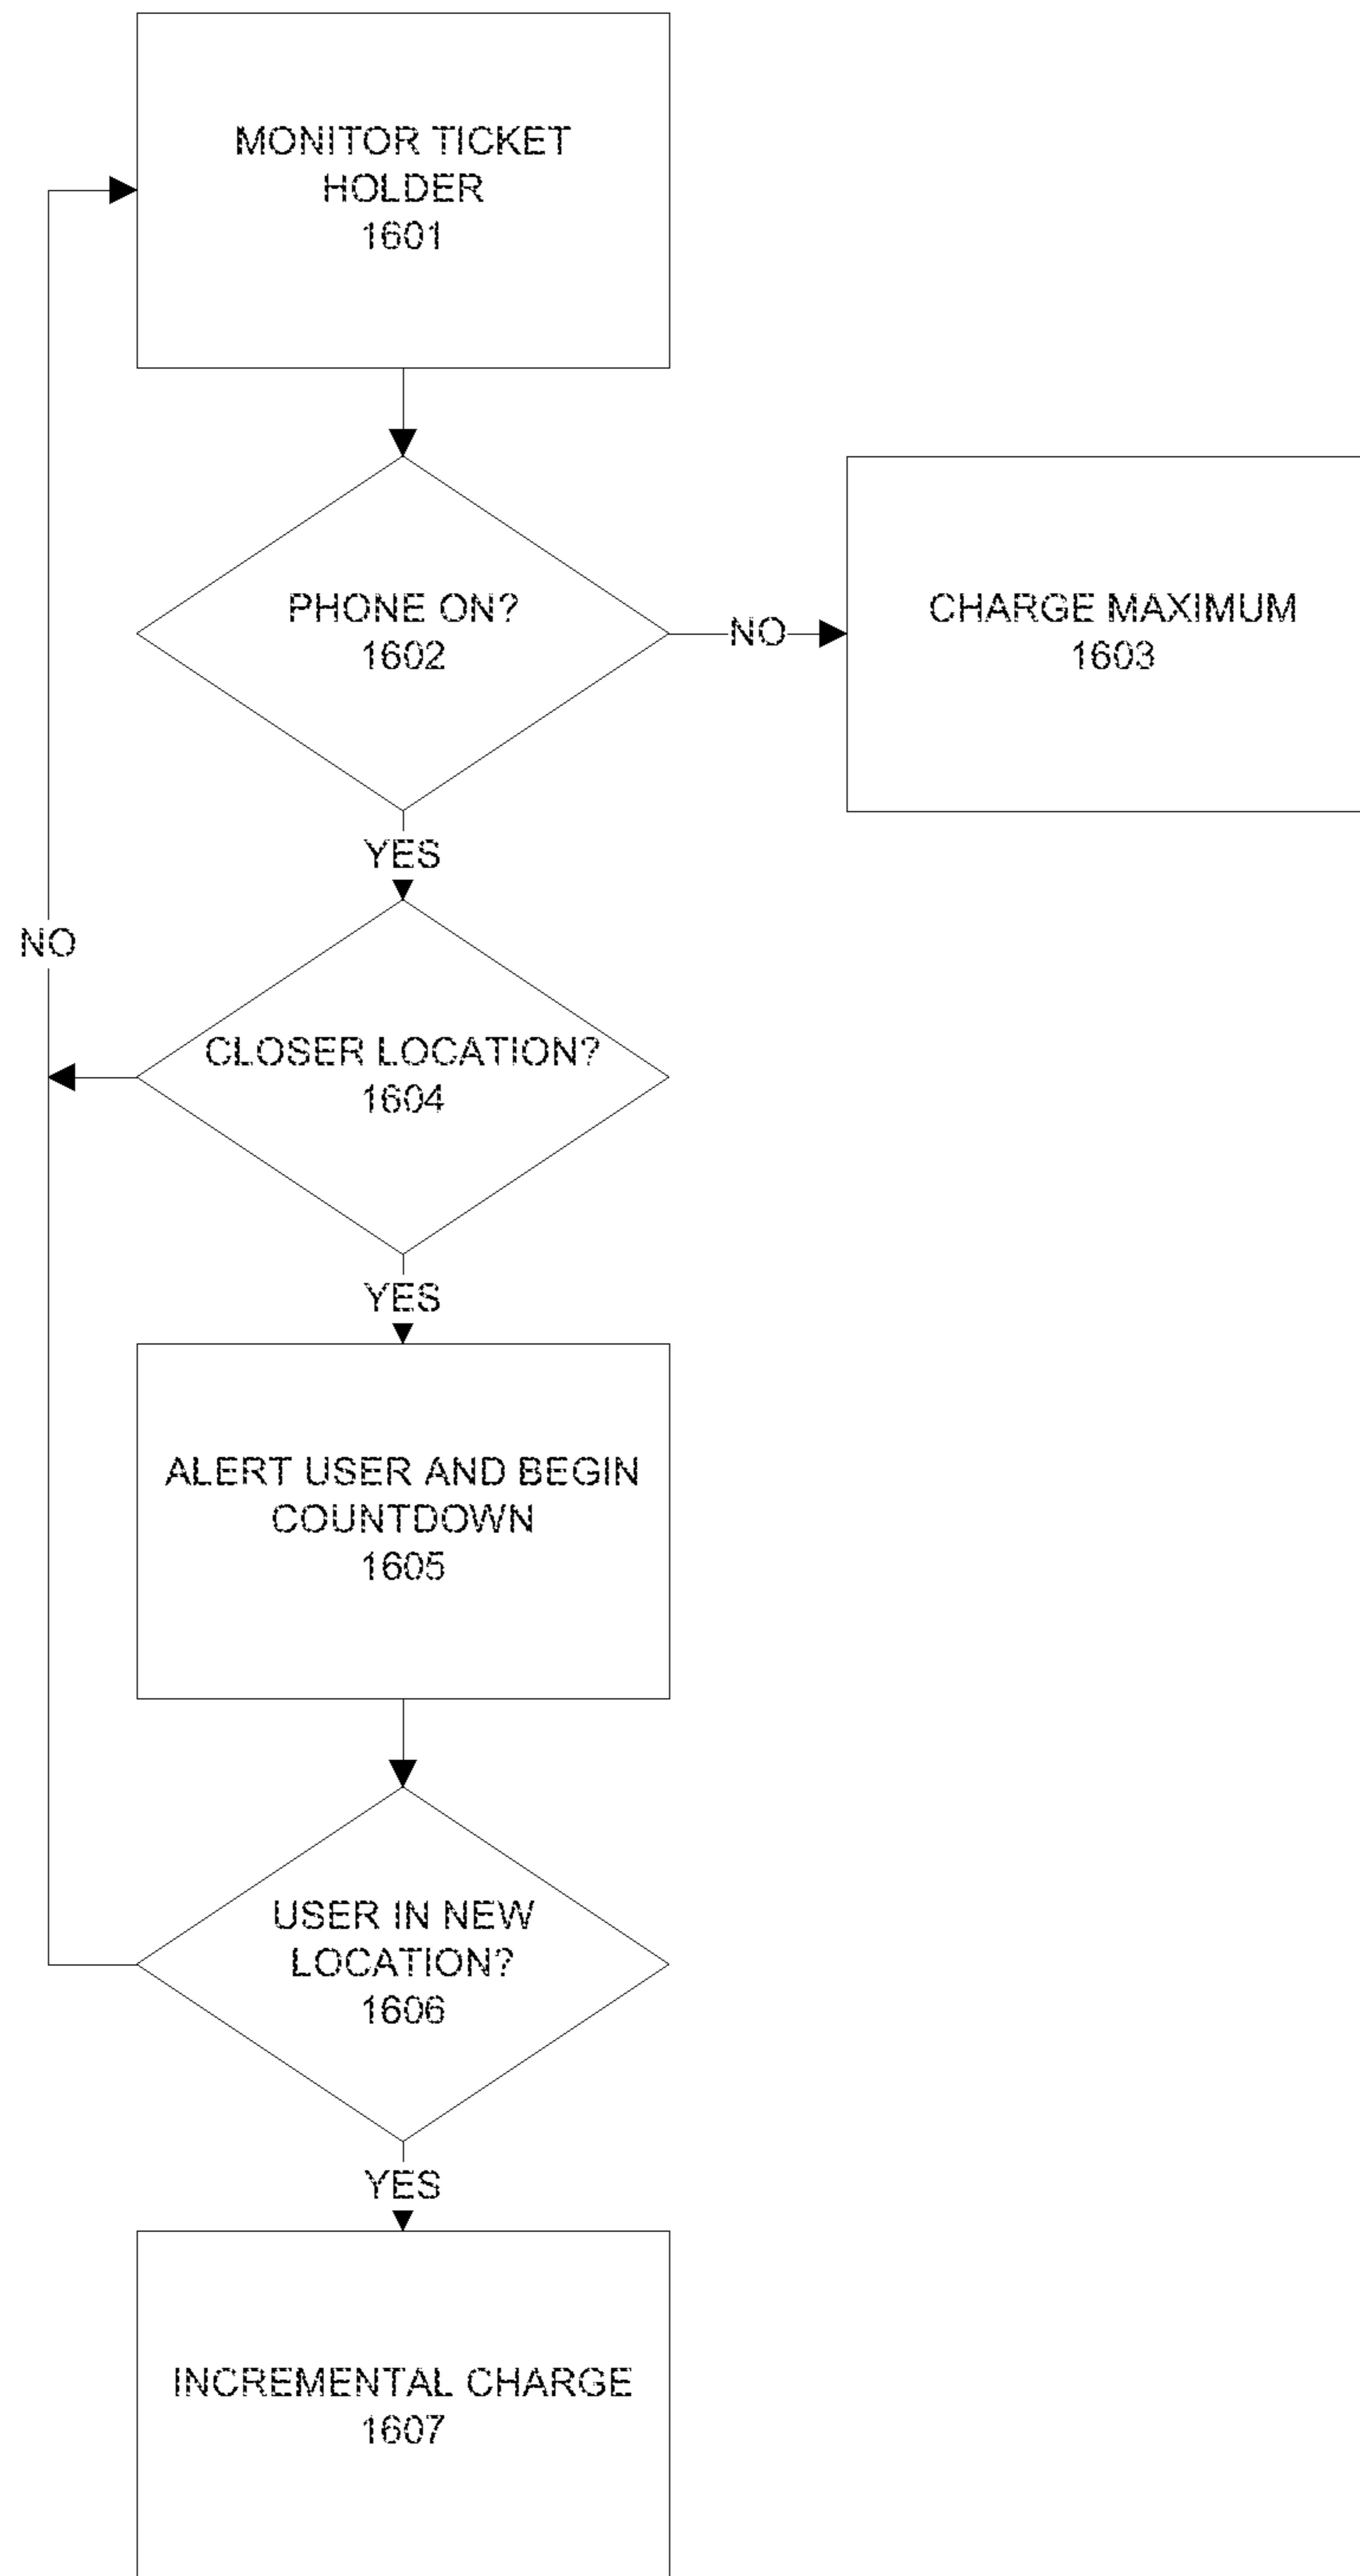 MONITOR TICKET
HOLDER
1601
PHONE ON?
1602
NO
CHARGE MAXIMUM
1603
YES
NO
CLOSER LOCATION?
1604
YES
ALERT USER AND BEGIN
COUNTDOWN
1605
USER IN NEW
LOCATION?
1606
YES
INCREMENTAL CHARGE
1607